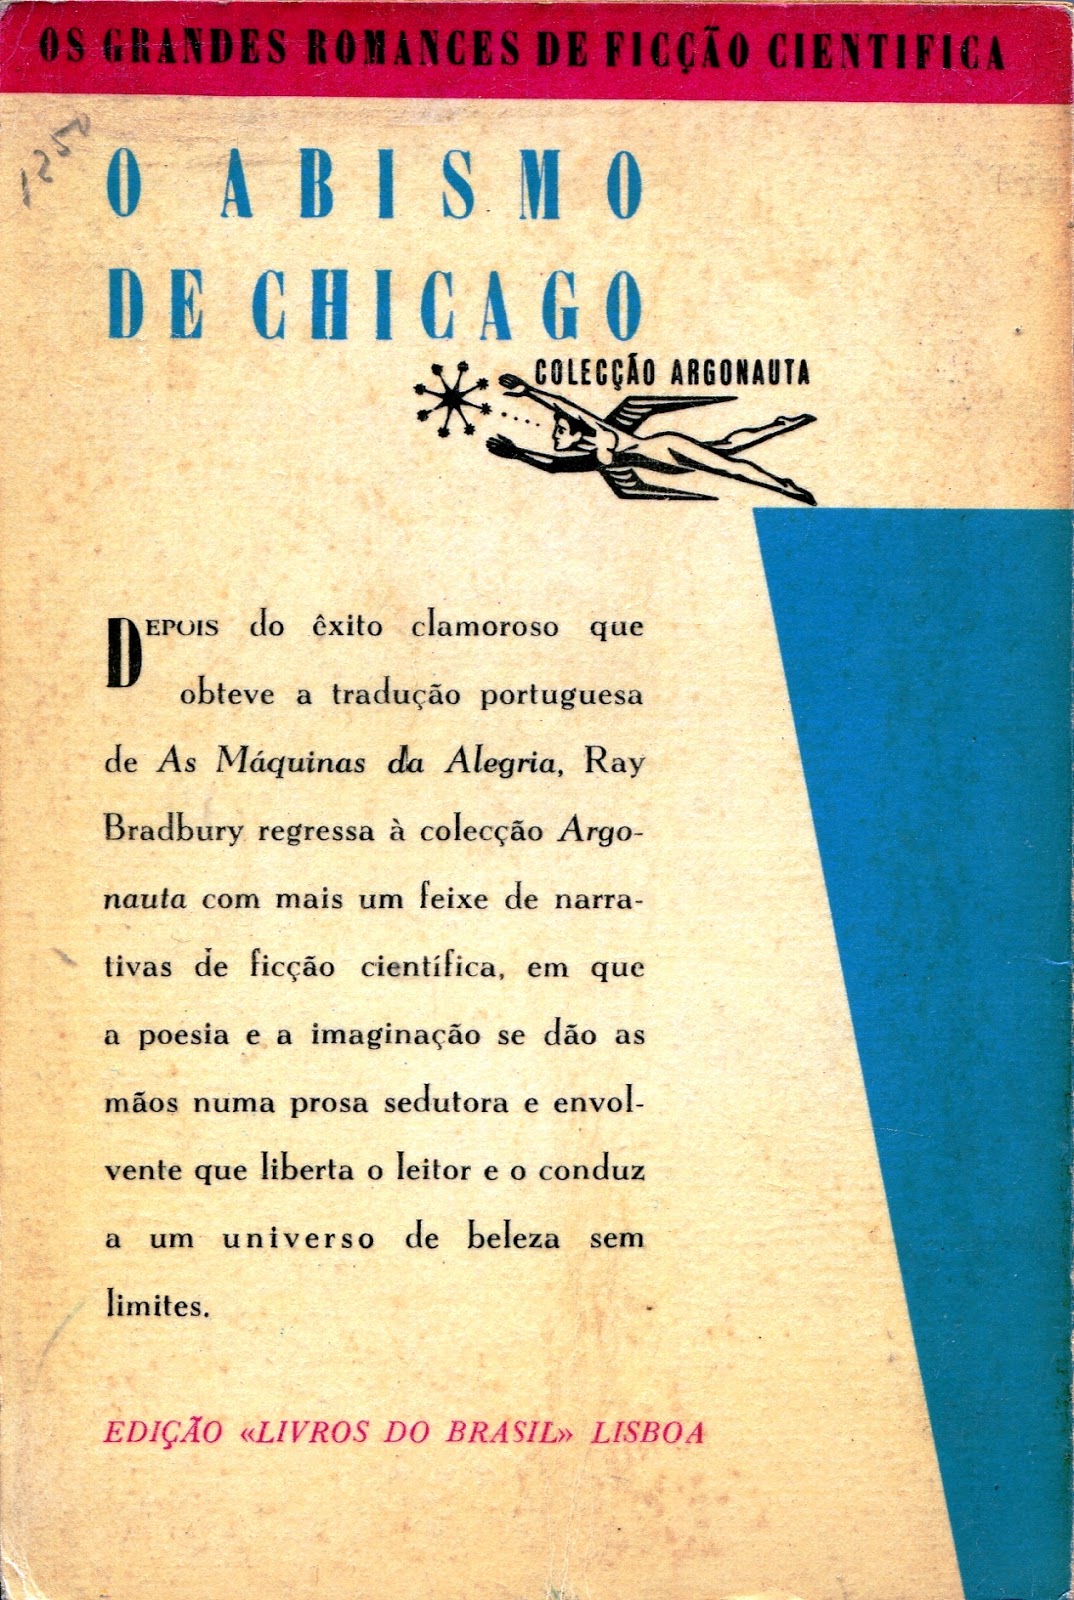 OS GRANDES ROMANCES DE FICÇÃO CIENTIFICA
1250
O ABISMO
DE CHICAGO
COLECÇÃO ARGONAUTA
DEPOIS do êxito clamoroso que
obteve a tradução portuguesa
de As Máquinas da Alegria, Ray
Bradbury regressa à colecção Argo-
nauta com mais um feixe de narra-
tivas de ficção científica, em que
a poesia e a imaginação se dão as
mãos numa prosa sedutora e envol-
vente que liberta o leitor e o conduz
a um universo de beleza sem
limites.
EDIÇÃO «LIVROS DO BRASIL» LISBOA